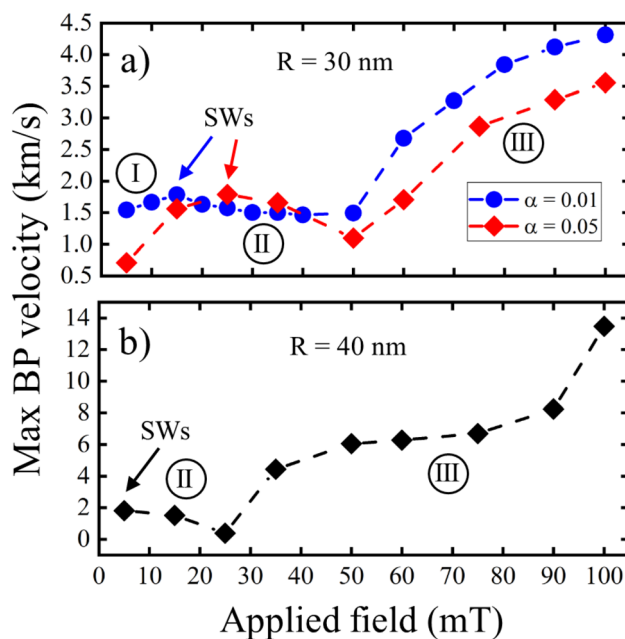 Max BP velocity (km/s)
a)
R = 30 nm
SWs
I
II
III
α = 0.01
α = 0.05
4.5
4.0
3.5
3.0
2.5
2.0
1.5
1.0
0.5
b)
R = 40 nm
SWs
II
III
14
12
10
8
6
4
2
0
0 10 20 30 40 50 60 70 80 90 100
Applied field (mT)